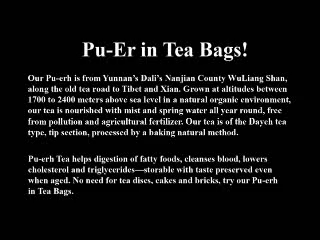 Pu-Er in Tea Bags!
Our Pu-erh is from Yunnan's Dali's Nanjian County WuLiang Shan,
along the old tea road to Tibet and Xian. Grown at altitudes between
1700 to 2400 meters above sea level in a natural organic environment,
our tea is nourished with mist and spring water all year round, free
from pollution and agricultural fertilizer. Our tea is of the Dayeh tea
type, tip section, processed by a baking natural method.
Pu-erh Tea helps digestion of fatty foods, cleanses blood, lowers
cholesterol and triglycerides—storable with taste preserved even
when aged. No need for tea discs, cakes and bricks, try our Pu-erh
in Tea Bags.